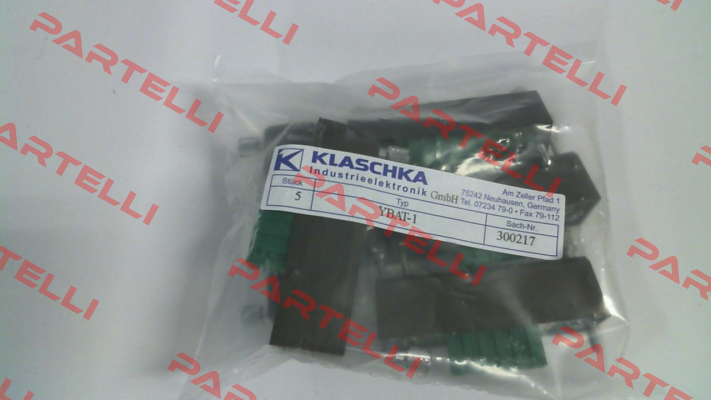 KLASCHKA
Industrieelektronik GmbH
Am Zeller Pfad 1
75242 Neuhausen, Germany
Tel. 07234 79-0 • Fax 79-112
Stück
Typ
Sach-Nr.
5
YBAT-1
300217
PARTELLI
PARTELLI
PARTELLI
PARTELLI
PARTELLI
PARTELLI
PARTELLI
PARTELLI
PARTELLI
PARTELLI